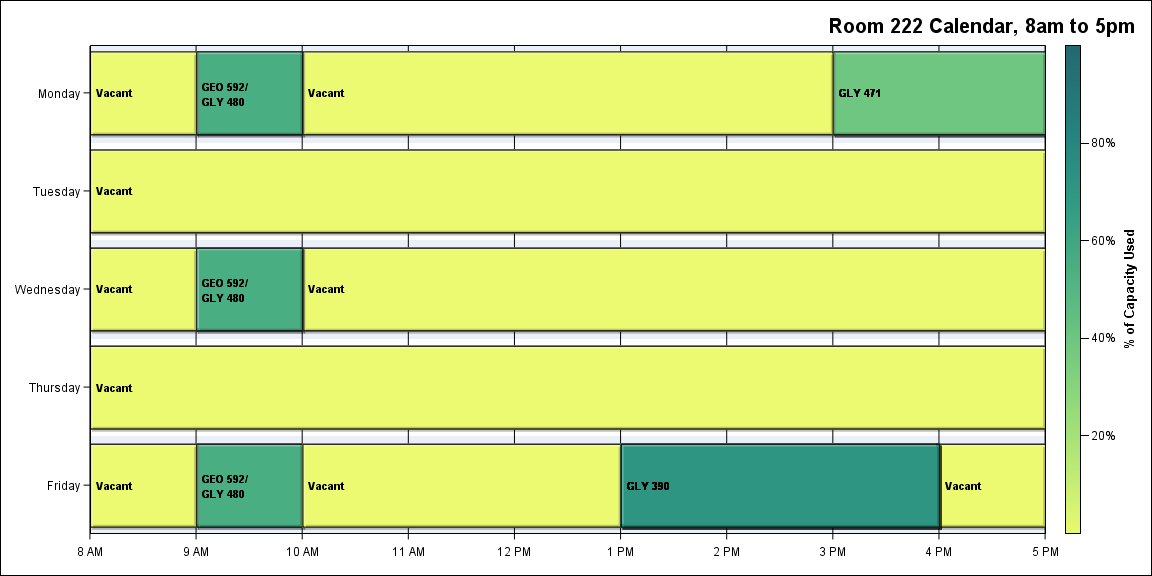 Room 222 Calendar, 8am to 5pm
Monday
Vacant
GEO 592/
GLY 480
Vacant
GLY 471
Tuesday
Vacant
Wednesday
Vacant
GEO 592/
GLY 480
Vacant
Thursday
Vacant
Friday
Vacant
GEO 592/
GLY 480
Vacant
GLY 390
Vacant
8 AM
9 AM
10 AM
11 AM
12 PM
1 PM
2 PM
3 PM
4 PM
5 PM
80%
60%
40%
20%
% of Capacity Used